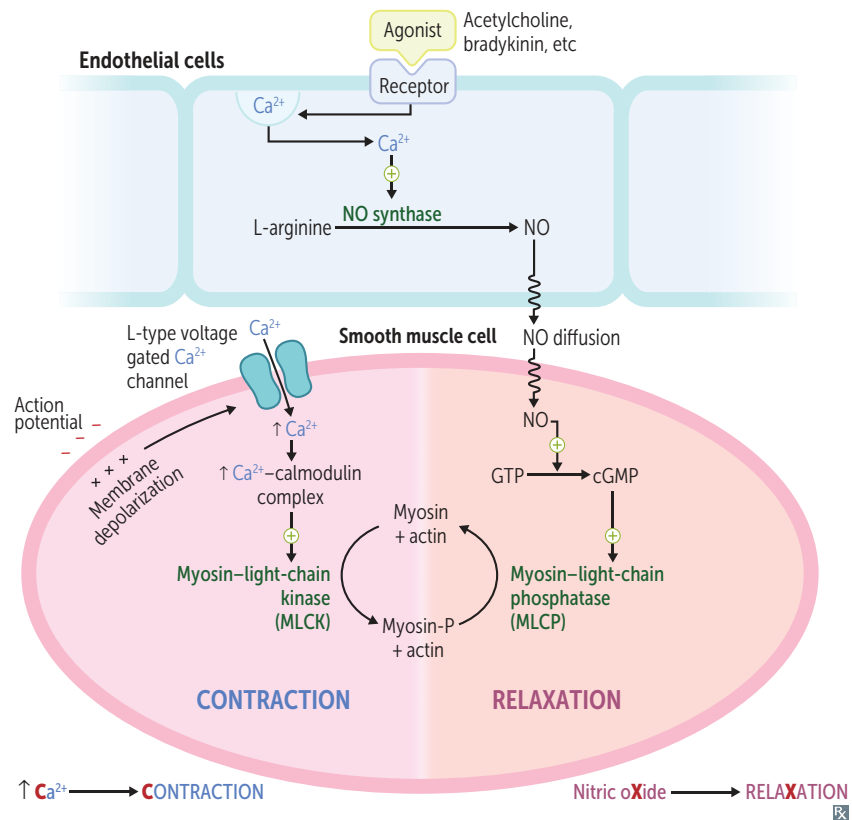 Agonist
Acetylcholine,
bradykinin, etc
Endothelial cells
Receptor
Ca²⁺
Ca²⁺
+
NO synthase
L-arginine
NO
L-type voltage
gated Ca²⁺
channel
Ca²⁺
Smooth muscle cell
NO diffusion
Action
potential
– – –
+ + +
Membrane
depolarization
↑ Ca²⁺
↑ Ca²⁺–calmodulin
complex
+
Myosin–light-chain
kinase
(MLCK)
NO
+
GTP
cGMP
+
Myosin
+ actin
Myosin-P
+ actin
Myosin–light-chain
phosphatase
(MLCP)
CONTRACTION
RELAXATION
↑ Ca²⁺ → CONTRACTION
Nitric oXide → RELAXATION
Rx